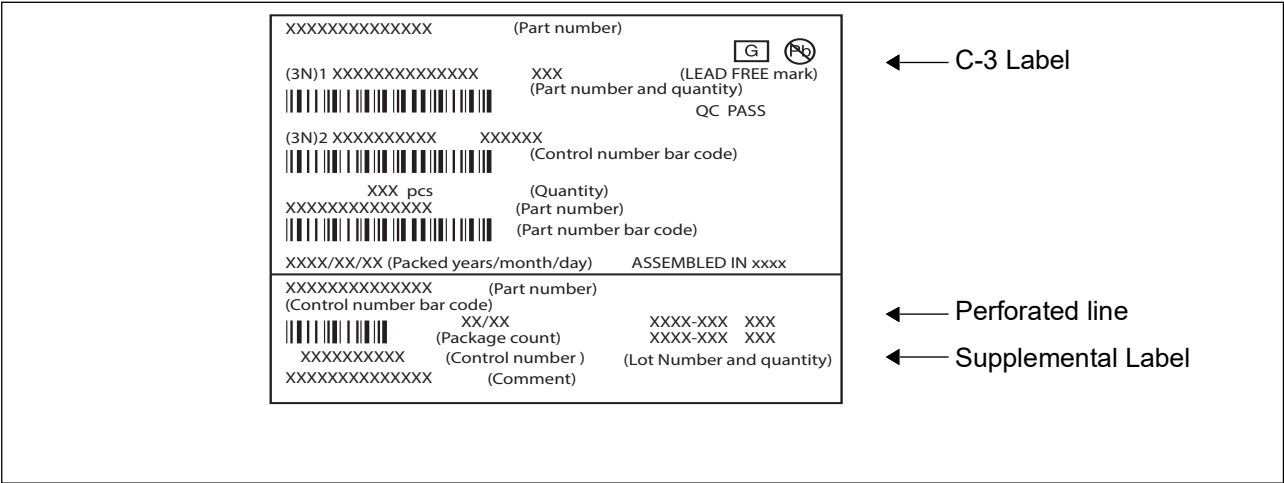 XXXXXXXXXXXXXX (Part number)
G Pb
C-3 Label
(3N)1 XXXXXXXXXXXXXX XXX (LEAD FREE mark)
(Part number and quantity)
QC PASS
(3N)2 XXXXXXXXXX XXXXXX
(Control number bar code)
XXX pcs (Quantity)
XXXXXXXXXXXXXX (Part number)
(Part number bar code)
XXXX/XX/XX (Packed years/month/day) ASSEMBLED IN xxxx
XXXXXXXXXXXXXX (Part number)
(Control number bar code)
Perforated line
XX/XX XXXX-XXX XXX
(Package count) XXXX-XXX XXX
XXXXXXXXXX (Control number ) (Lot Number and quantity)
Supplemental Label
XXXXXXXXXXXXXX (Comment)